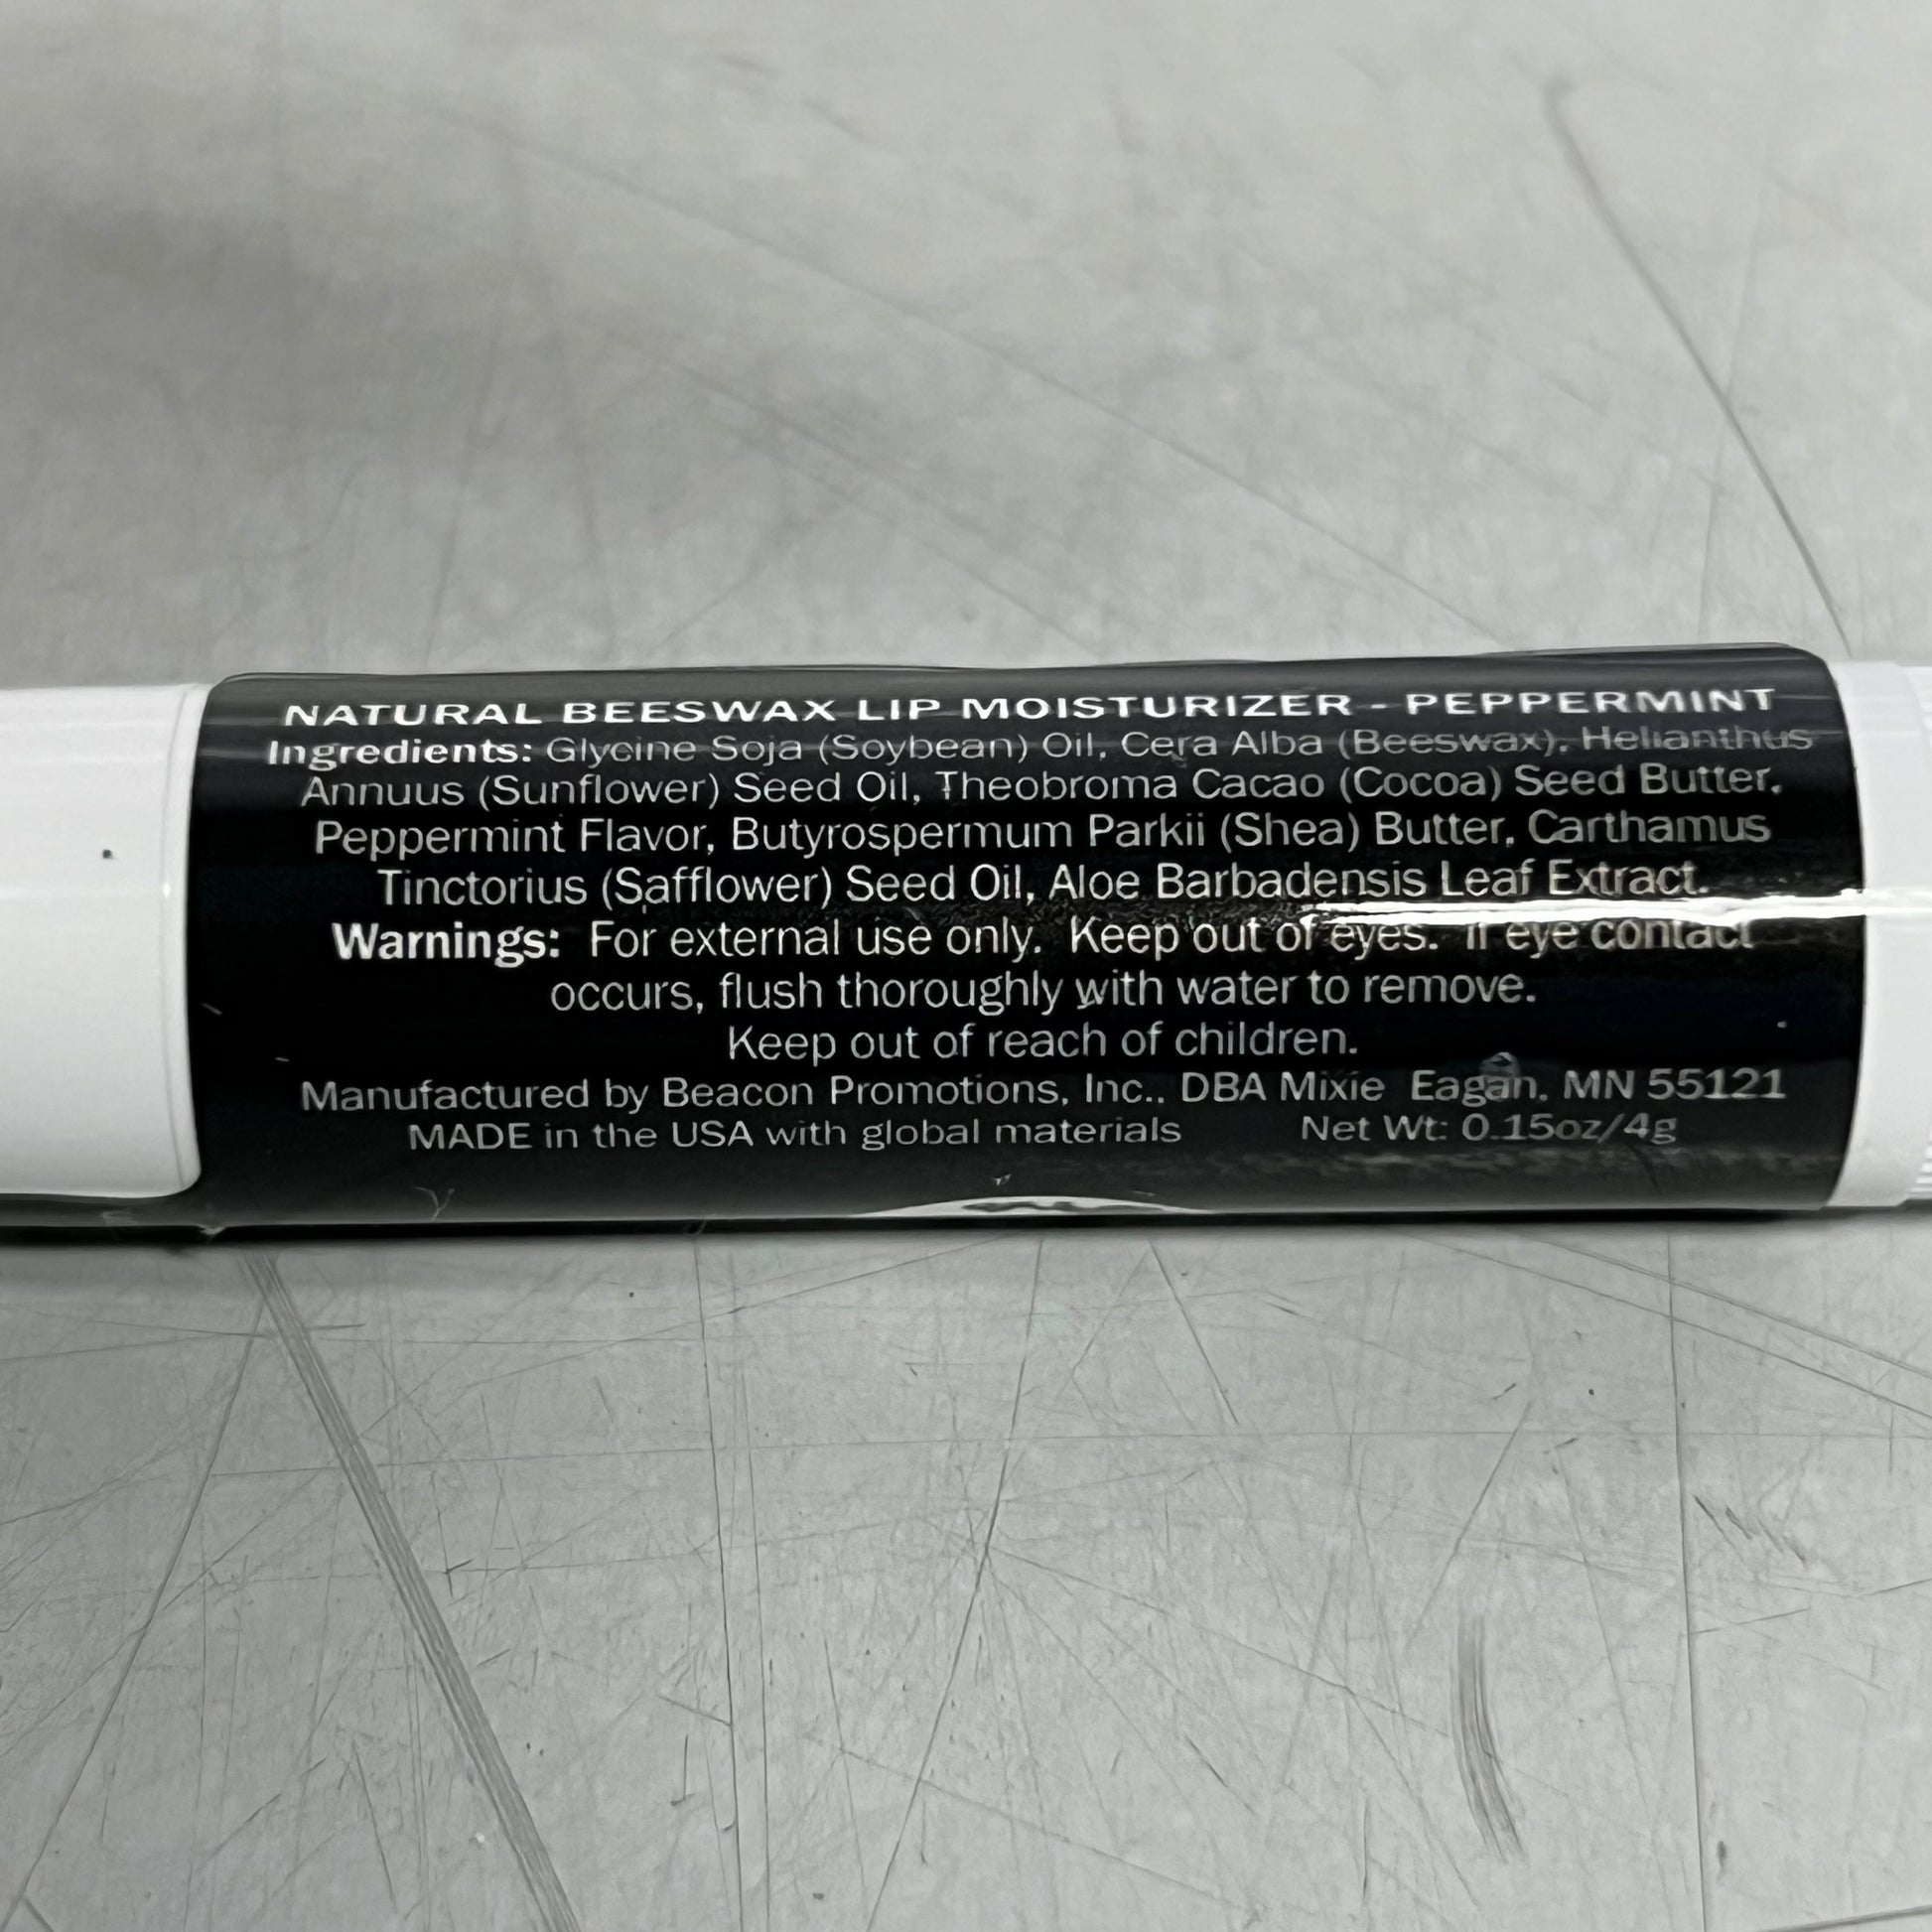 NATURAL BEESWAX LIP MOISTURIZER - PEPPERMINT
Ingredients: Glycine Soja (Soybean) Oil, Cera Alba (Beeswax), Helianthus
Annuus (Sunflower) Seed Oil, Theobroma Cacao (Cocoa) Seed Butter,
Peppermint Flavor, Butyrospermum Parkii (Shea) Butter, Carthamus
Tinctorius (Safflower) Seed Oil, Aloe Barbadensis Leaf Extract.
Warnings: For external use only. Keep out of eyes. If eye contact
occurs, flush thoroughly with water to remove.
Keep out of reach of children.
Manufactured by Beacon Promotions, Inc., DBA Mixie Eagan, MN 55121
MADE in the USA with global materials Net Wt: 0.15oz/4g